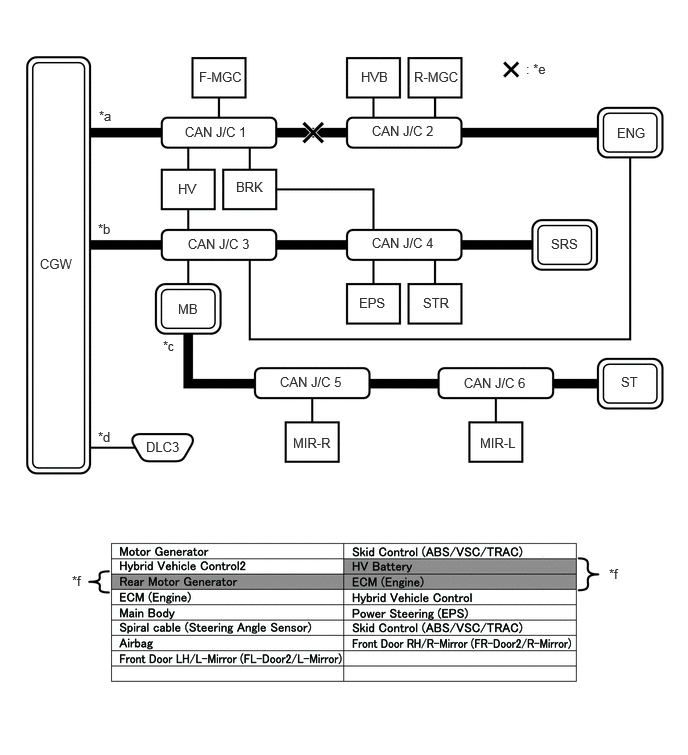 F-MGC
HVB
R-MGC
: *e
*a
CAN J/C 1
CAN J/C 2
ENG
HV
BRK
*b
CAN J/C 3
CAN J/C 4
SRS
CGW
MB
EPS
STR
*c
CAN J/C 5
CAN J/C 6
ST
*d
DLC3
MIR-R
MIR-L
Motor Generator
Skid Control (ABS/VSC/TRAC)
Hybrid Vehicle Control2
HV Battery
*f
Rear Motor Generator
ECM (Engine)
*f
ECM (Engine)
Hybrid Vehicle Control
Main Body
Power Steering (EPS)
Spiral cable (Steering Angle Sensor)
Skid Control (ABS/VSC/TRAC)
Airbag
Front Door RH/R-Mirror (FR-Door2/R-Mirror)
Front Door LH/L-Mirror (FL-Door2/L-Mirror)